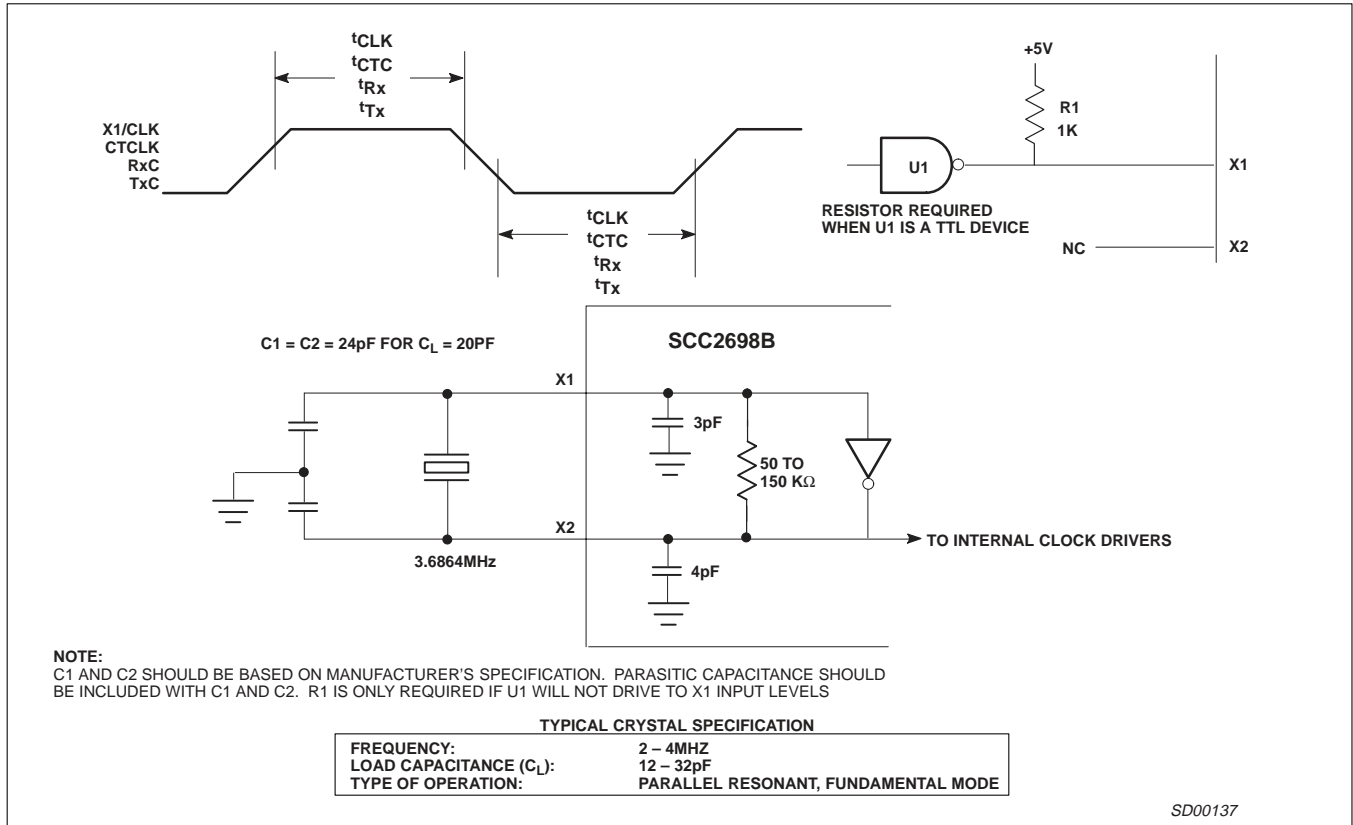 tCLK
tCTC
tRx
tTx
X1/CLK
CTCLK
RxC
TxC
tCLK
tCTC
tRx
tTx
+5V
R1
1K
U1
X1
RESISTOR REQUIRED
WHEN U1 IS A TTL DEVICE
NC
X2
C1 = C2 = 24pF FOR CL = 20PF
SCC2698B
X1
3pF
50 TO
150 KΩ
X2
TO INTERNAL CLOCK DRIVERS
3.6864MHz
4pF
NOTE:
C1 AND C2 SHOULD BE BASED ON MANUFACTURER'S SPECIFICATION. PARASITIC CAPACITANCE SHOULD
BE INCLUDED WITH C1 AND C2. R1 IS ONLY REQUIRED IF U1 WILL NOT DRIVE TO X1 INPUT LEVELS
TYPICAL CRYSTAL SPECIFICATION
FREQUENCY: 2 – 4MHZ
LOAD CAPACITANCE (CL): 12 – 32pF
TYPE OF OPERATION: PARALLEL RESONANT, FUNDAMENTAL MODE
SD00137